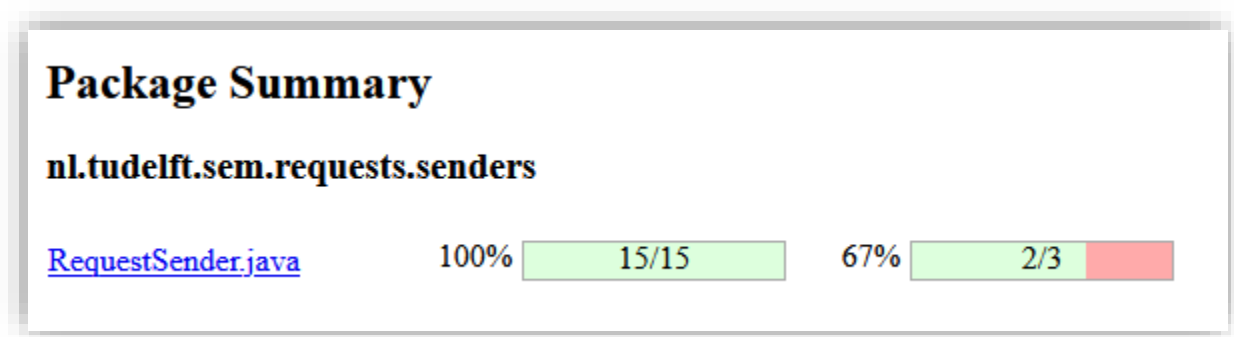 Package Summary
nl.tudelft.sem.requests.senders
RequestSender.java 100% 15/15 67% 2/3